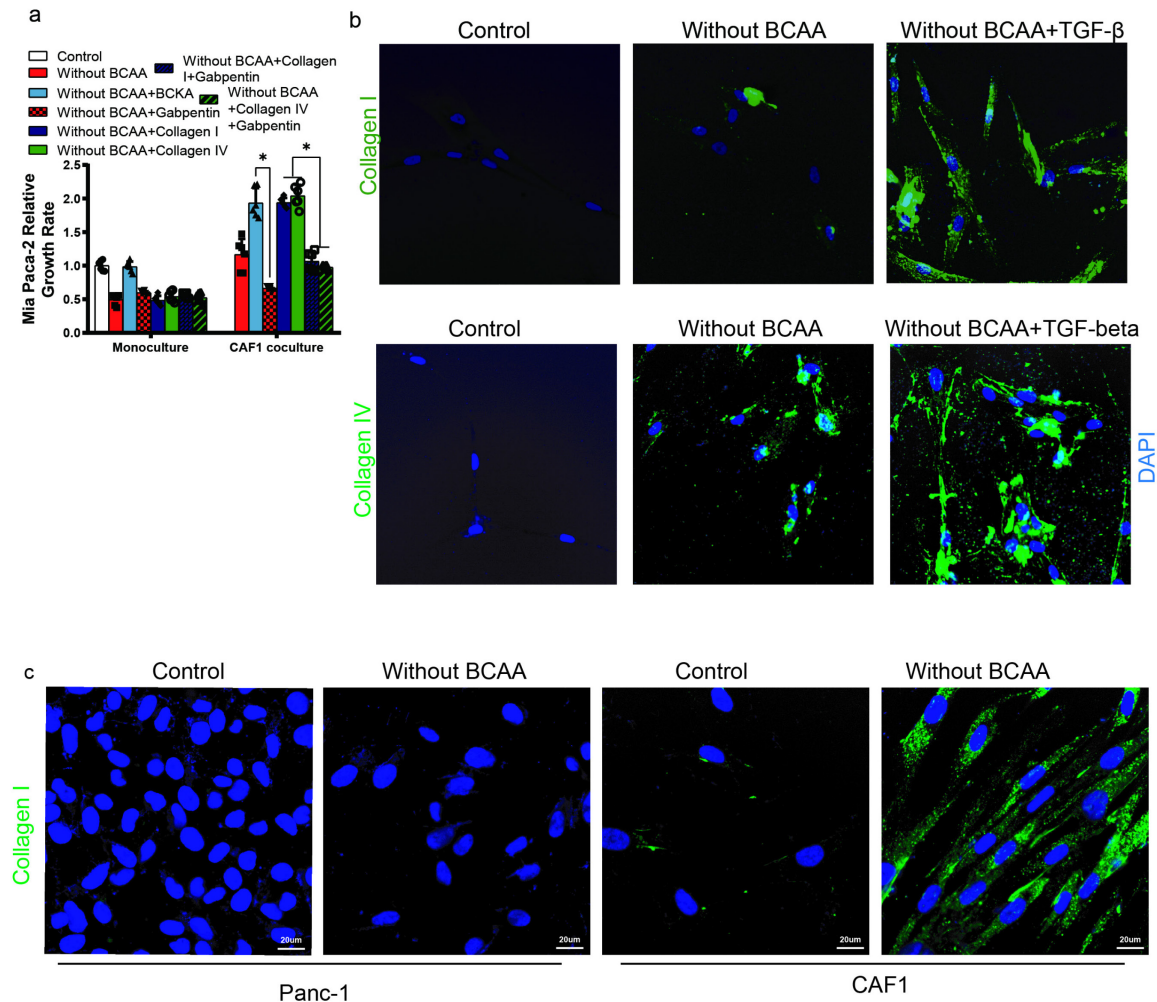 a
Control
Without BCAA
Without BCAA+BCKA
Without BCAA+Gabpentin
Without BCAA+Collagen I
Without BCAA+Collagen IV
Without BCAA+Collagen
I+Gabpentin
Without BCAA
+Collagen IV
+Gabpentin
Mia Paca-2 Relative
Growth Rate
2.5
2.0
1.5
1.0
0.5
0.0
*
*
Monoculture
CAF1 coculture
b
Control
Without BCAA
Without BCAA+TGF-β
Collagen I
Control
Without BCAA
Without BCAA+TGF-beta
Collagen IV
DAPI
c
Control
Without BCAA
Control
Without BCAA
Collagen I
20um
20um
20um
20um
Panc-1
CAF1